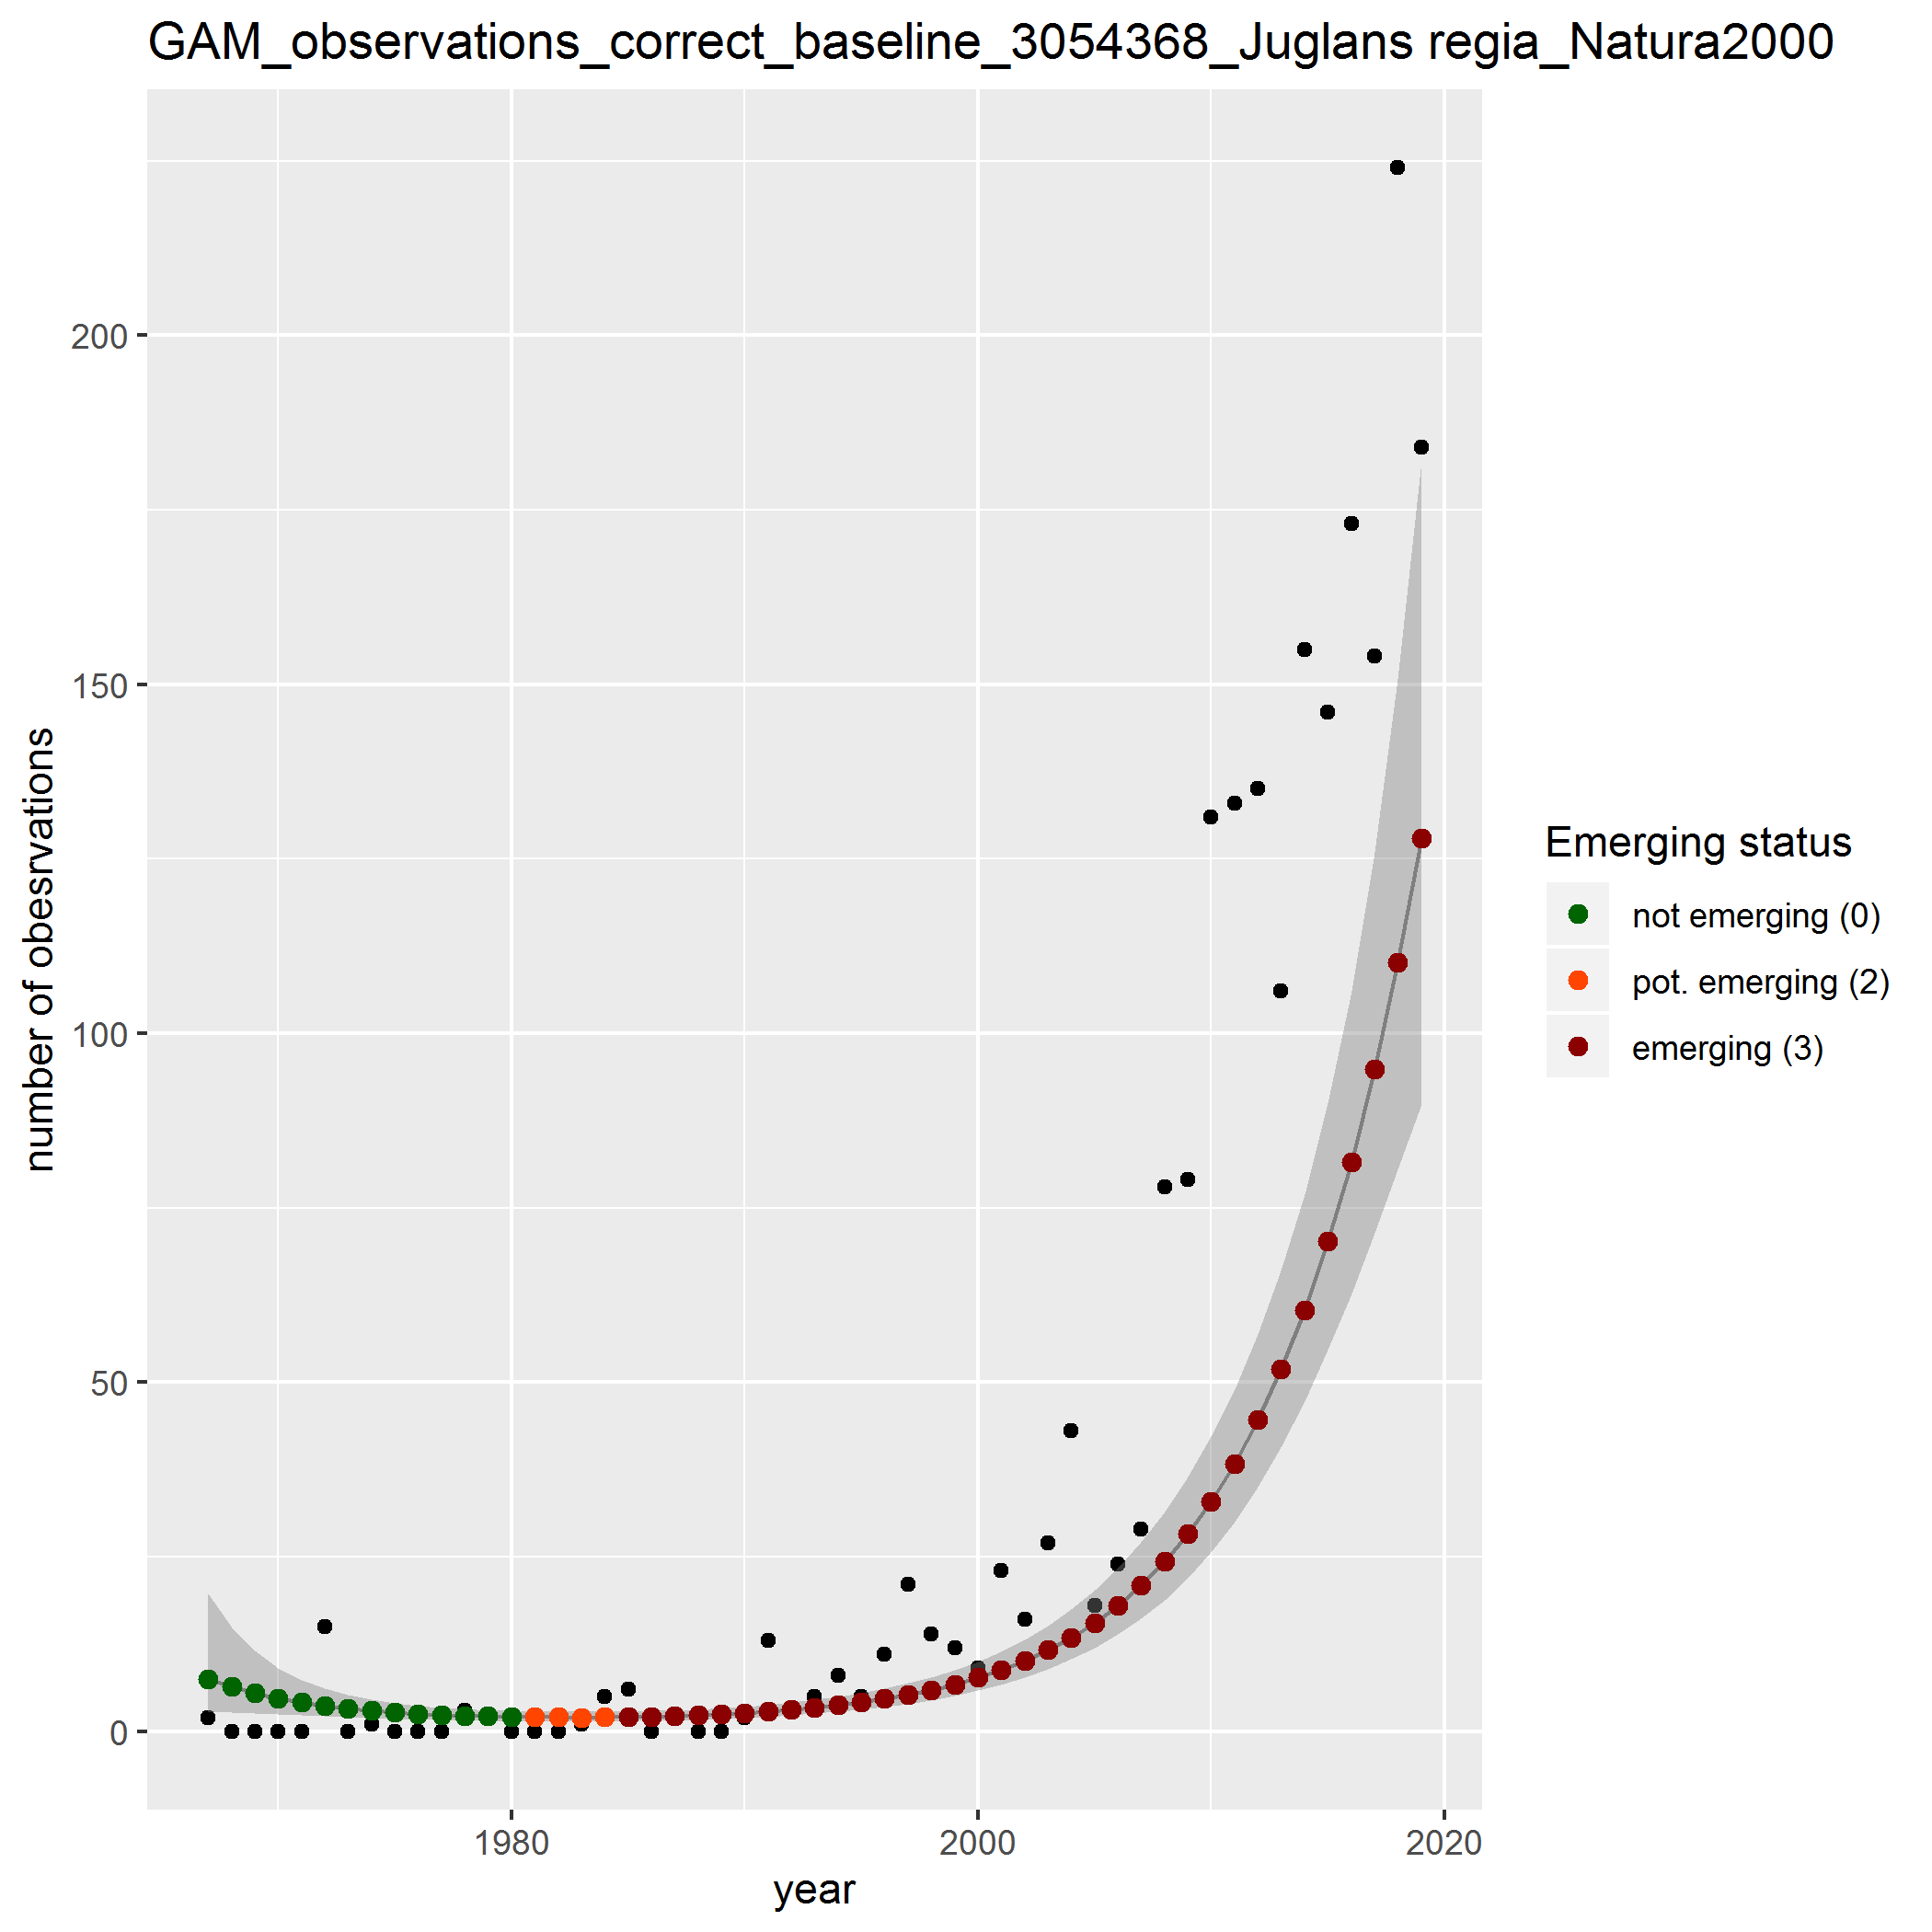 GAM_observations_correct_baseline_3054368_Juglans regia_Natura2000
number of obesrvations
200
150
100
50
0
1980
2000
2020
year
Emerging status
not emerging (0)
pot. emerging (2)
emerging (3)